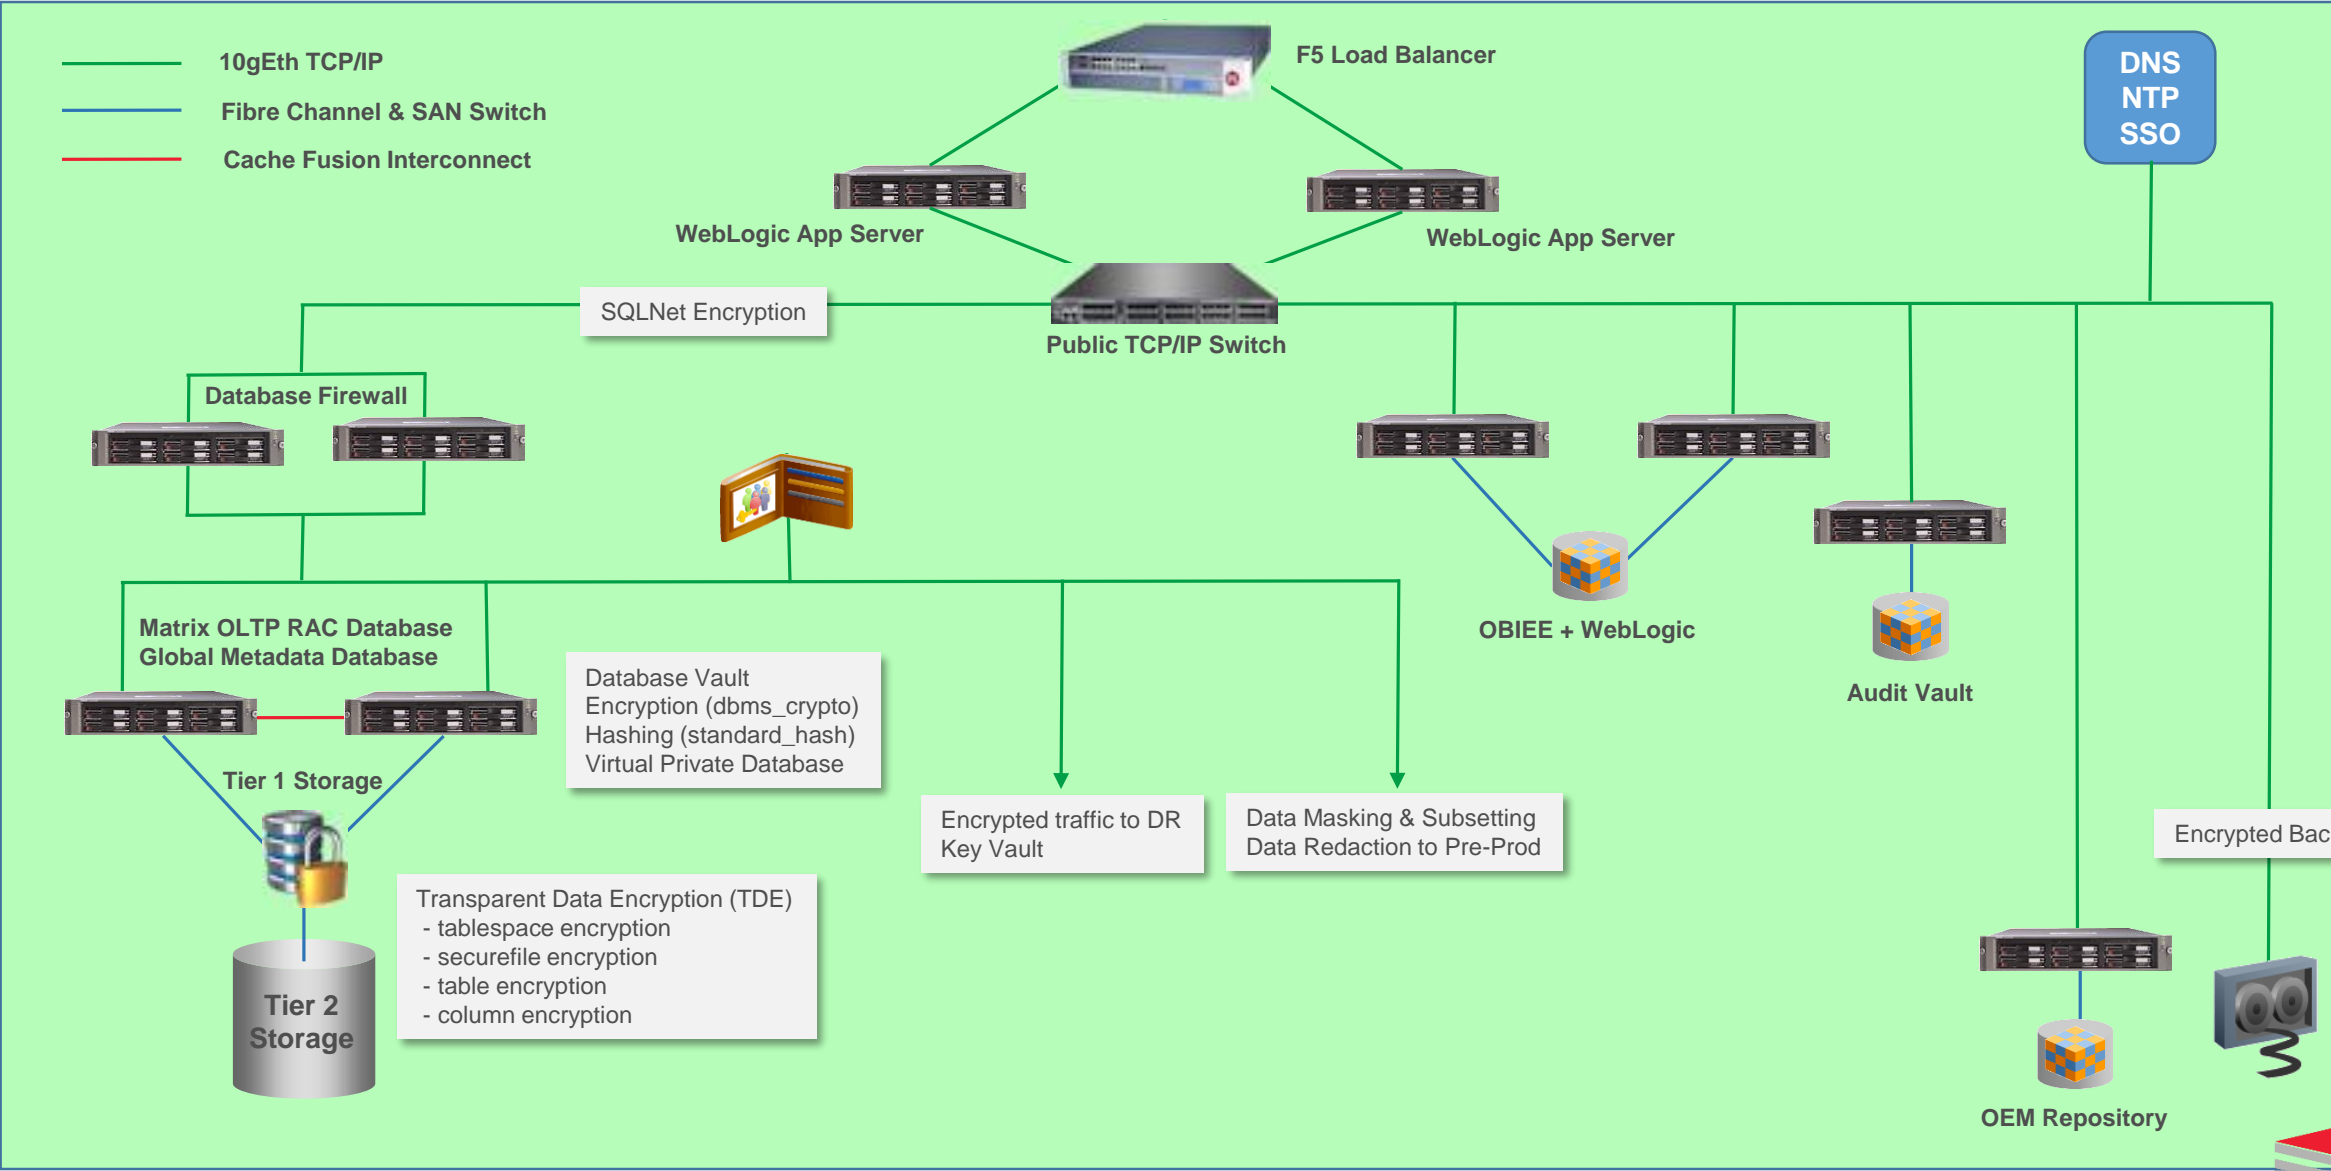 10gEth TCP/IP
Fibre Channel & SAN Switch
Cache Fusion Interconnect
F5 Load Balancer
DNS
NTP
SSO
WebLogic App Server
WebLogic App Server
SQLNet Encryption
Public TCP/IP Switch
Database Firewall
Matrix OLTP RAC Database
Global Metadata Database
Database Vault
Encryption (dbms_crypto)
Hashing (standard_hash)
Virtual Private Database
OBIEE + WebLogic
Audit Vault
Tier 1 Storage
Encrypted traffic to DR
Key Vault
Data Masking & Subsetting
Data Redaction to Pre-Prod
Encrypted Bac
Transparent Data Encryption (TDE)
- tablespace encryption
- securefile encryption
- table encryption
- column encryption
Tier 2
Storage
OEM Repository